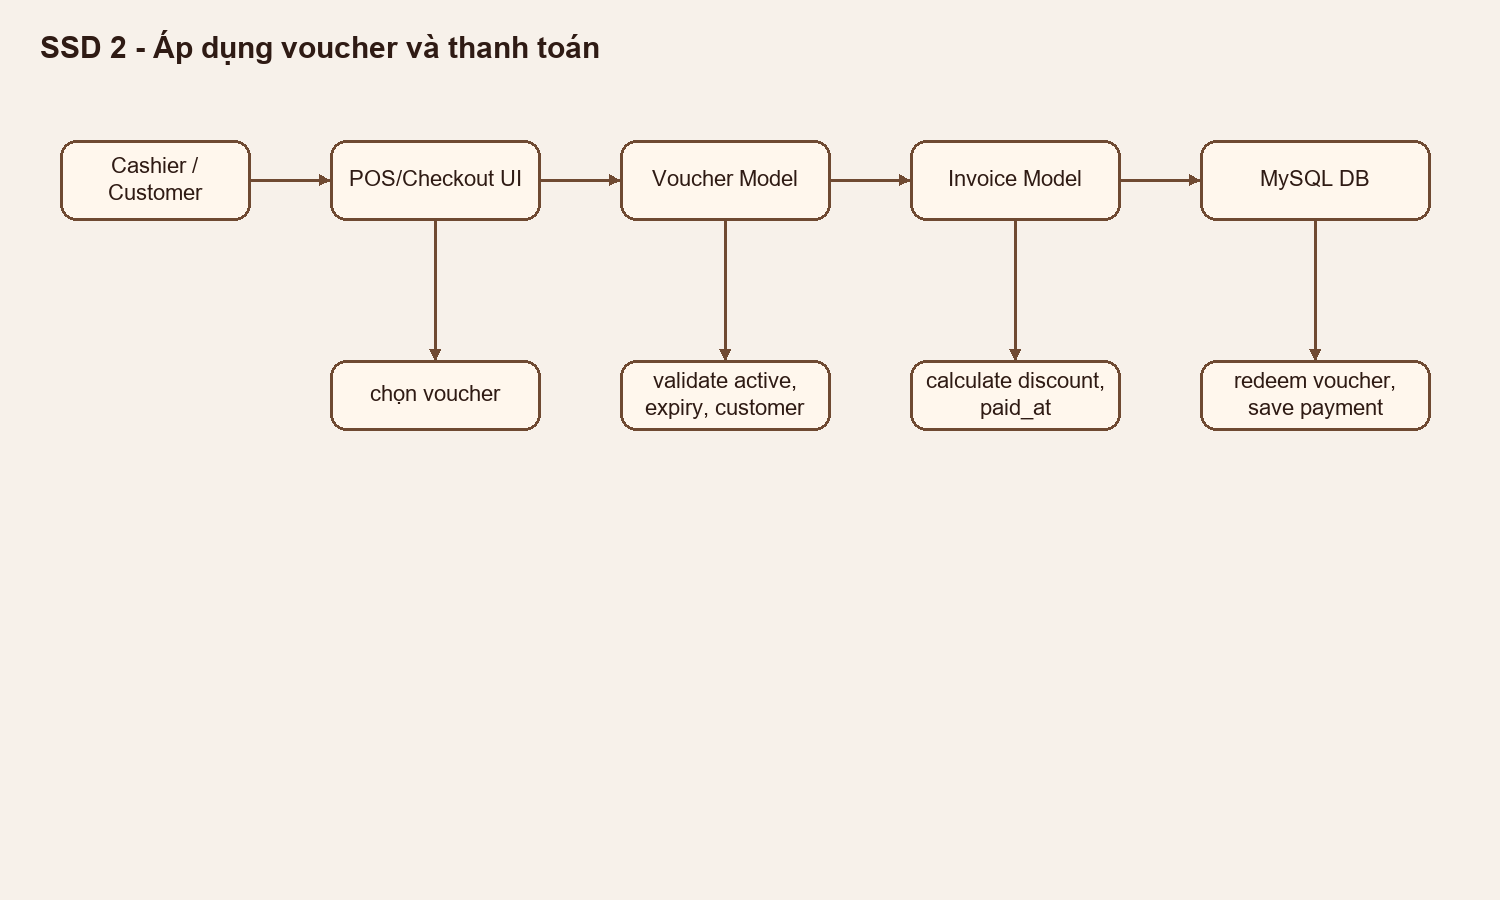 SSD 2 - Áp dụng voucher và thanh toán
Cashier /
Customer
POS/Checkout UI
Voucher Model
Invoice Model
MySQL DB
chọn voucher
validate active,
expiry, customer
calculate discount,
paid_at
redeem voucher,
save payment